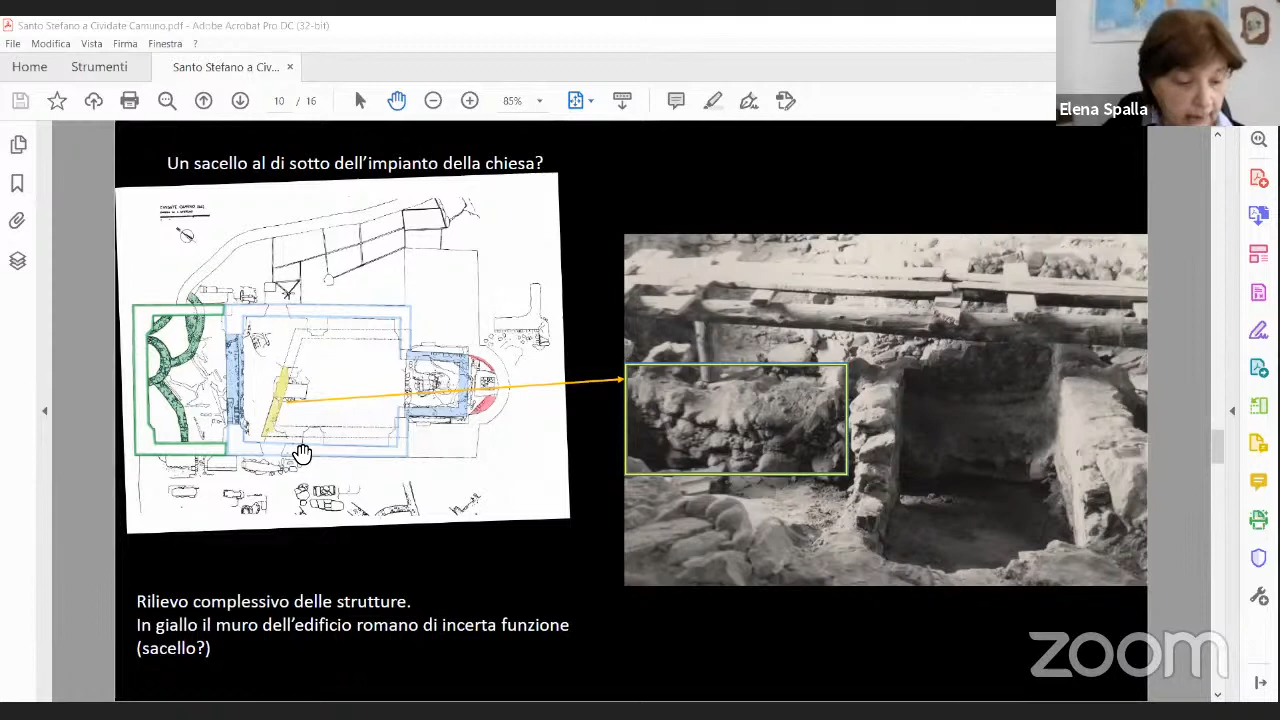 Santo Stefano a Cividate Camuno.pdf - Adobe Acrobat Pro DC (32-bit)
File Modifica Vista Firma Finestra ?
Home Strumenti Santo Stefano a Civ... ×
10 / 16 85%
Elena Spalla
Un sacello al di sotto dell'impianto della chiesa?
CIVIDATE CAMUNO
Rilievo complessivo delle strutture.
In giallo il muro dell'edificio romano di incerta funzione
(sacello?)
zoom